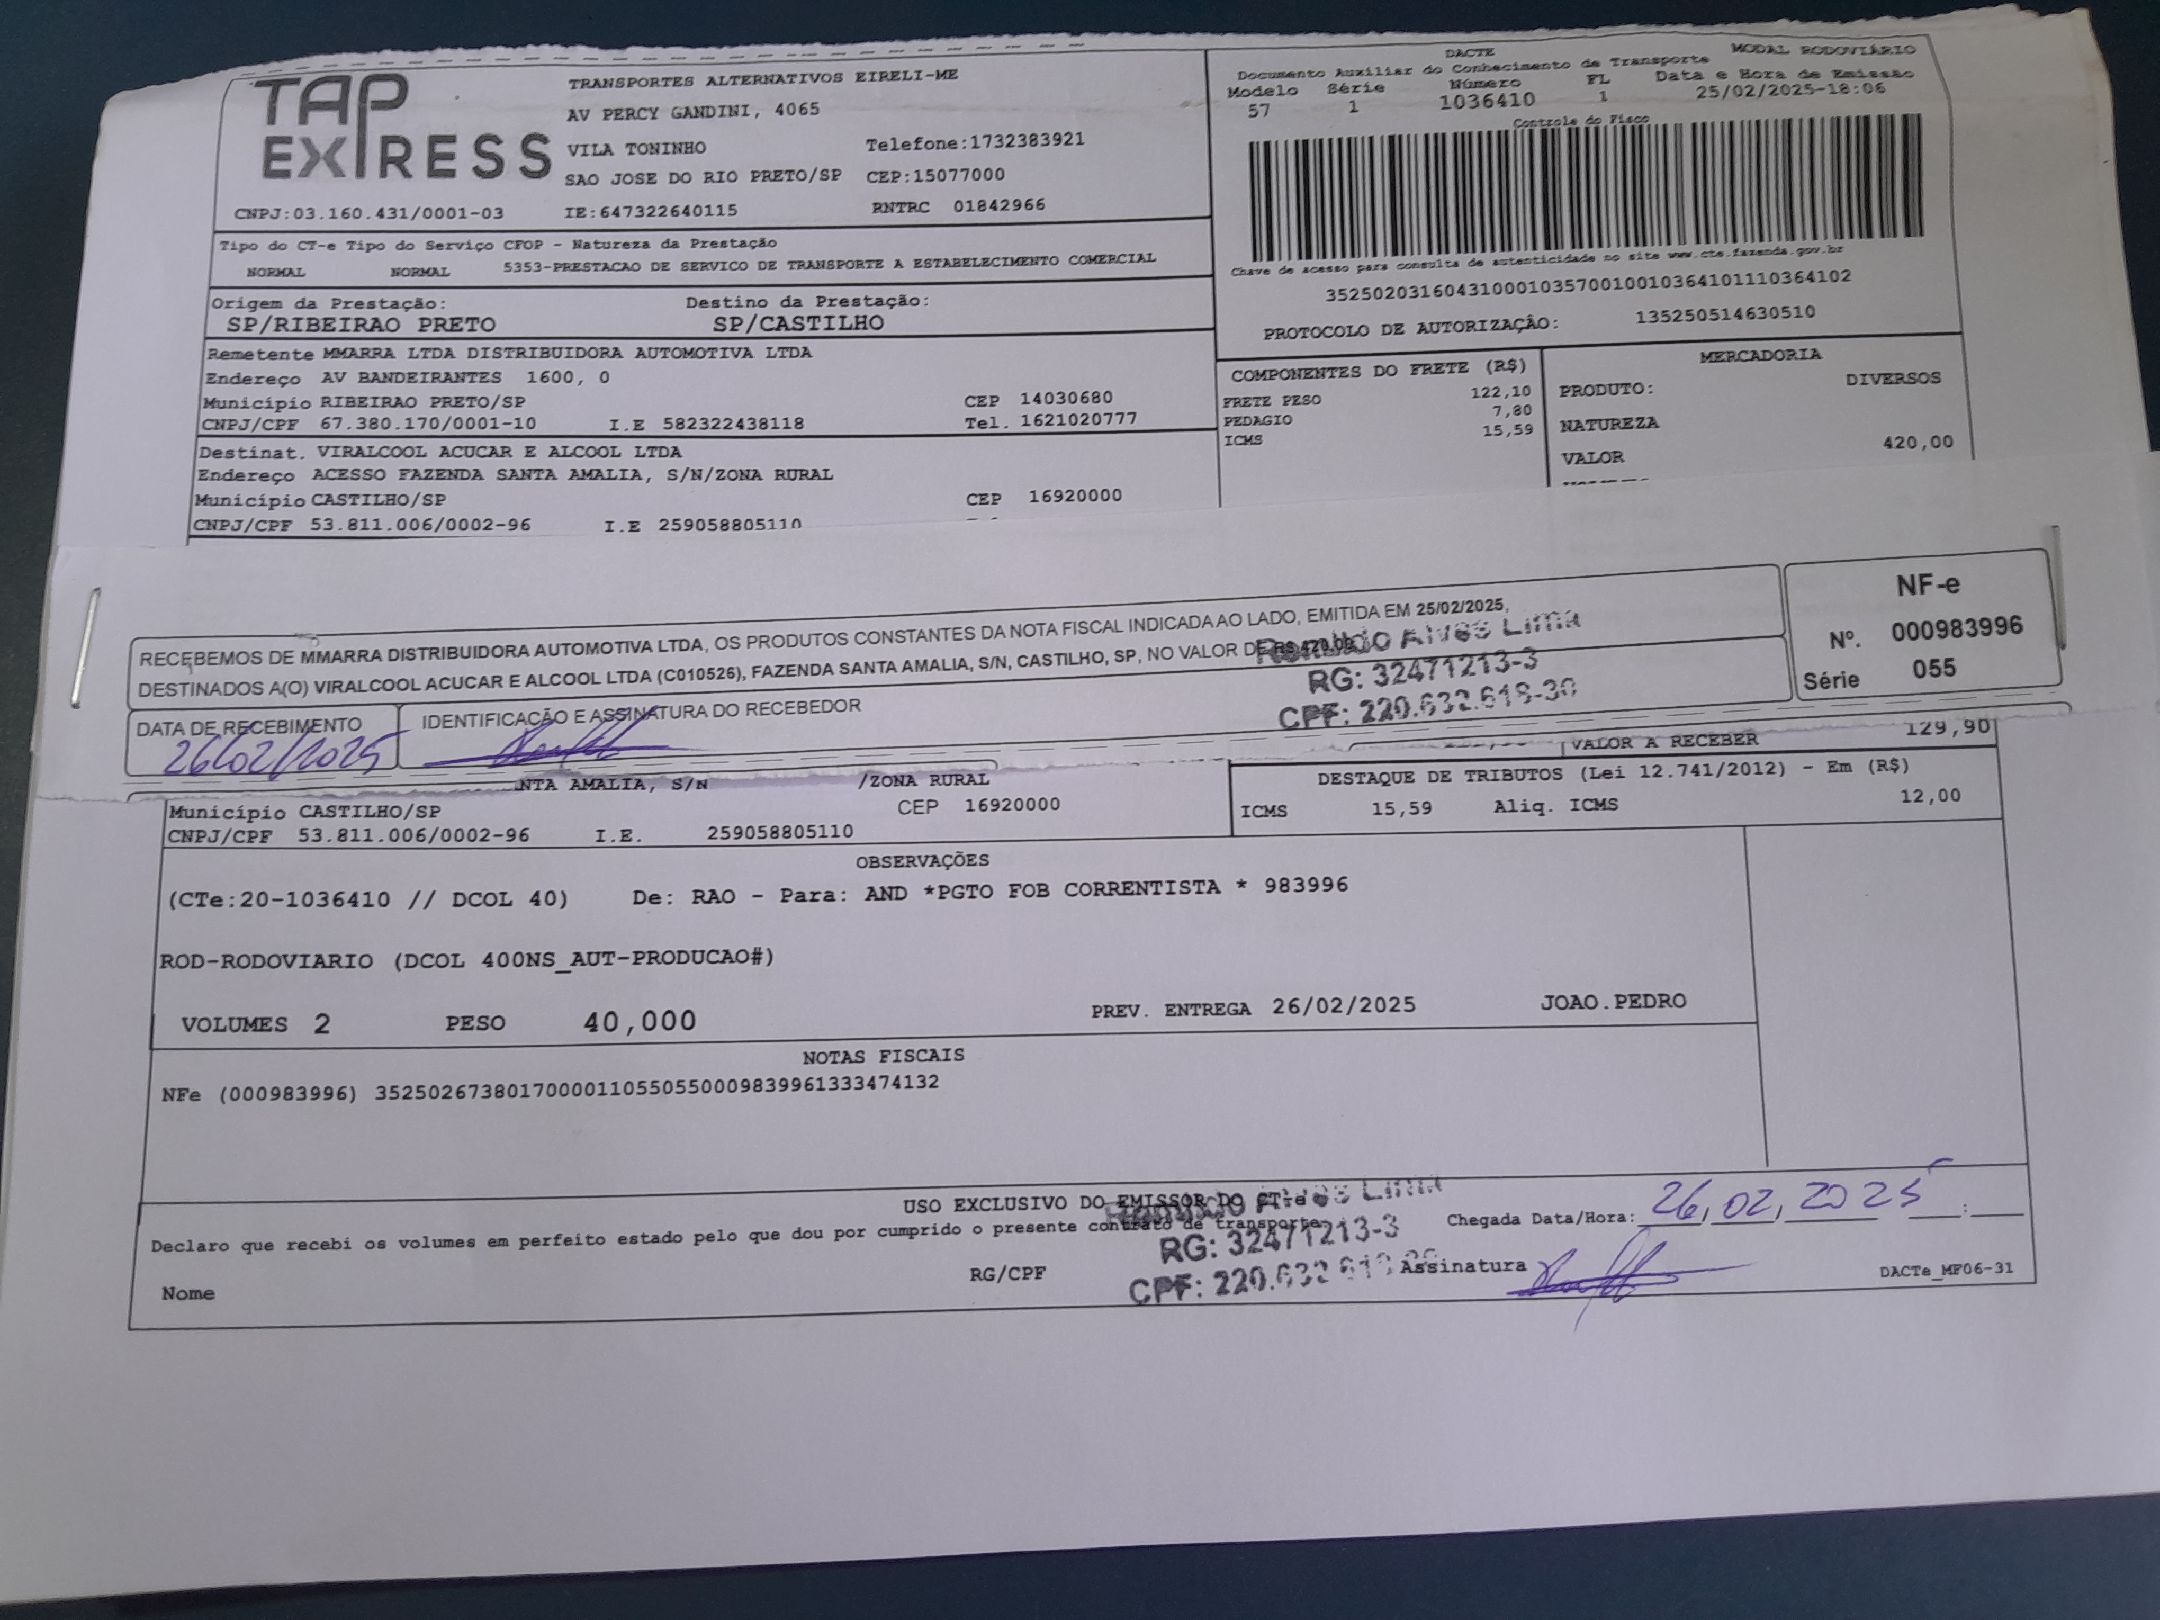 TAP EXPRESS
TRANSPORTES ALTERNATIVOS EIRELI-ME
AV PERCY GANDINI, 4065
VILA TONINHO Telefone:1732383921
SAO JOSE DO RIO PRETO/SP CEP:15077000
CNPJ:03.160.431/0001-03 IE:647322640115 RNTRC 01842966
DACTE MODAL RODOVIÁRIO
Documento Auxiliar do Conhecimento de Transporte
Modelo Série Número FL Data e Hora de Emissão
57 1 1036410 1 25/02/2025-18:06
Controle do Fisco
Chave de acesso para consulta de autenticidade no site www.cte.fazenda.gov.br
35250203160431000103570010010364101110364102
PROTOCOLO DE AUTORIZAÇÃO: 135250514630510
Tipo do CT-e Tipo do Serviço CFOP - Natureza da Prestação
NORMAL NORMAL 5353-PRESTACAO DE SERVICO DE TRANSPORTE A ESTABELECIMENTO COMERCIAL
Origem da Prestação: Destino da Prestação:
SP/RIBEIRAO PRETO SP/CASTILHO
Remetente MMARRA LTDA DISTRIBUIDORA AUTOMOTIVA LTDA
Endereço AV BANDEIRANTES 1600, 0
Município RIBEIRAO PRETO/SP CEP 14030680
CNPJ/CPF 67.380.170/0001-10 I.E 582322438118 Tel. 1621020777
Destinat. VIRALCOOL ACUCAR E ALCOOL LTDA
Endereço ACESSO FAZENDA SANTA AMALIA, S/N/ZONA RURAL
Município CASTILHO/SP CEP 16920000
CNPJ/CPF 53.811.006/0002-96 I.E 259058805110
COMPONENTES DO FRETE (R$)
FRETE PESO 122,10
PEDAGIO 7,80
ICMS 15,59
MERCADORIA
PRODUTO: DIVERSOS
NATUREZA
VALOR 420,00
RECEBEMOS DE MMARRA DISTRIBUIDORA AUTOMOTIVA LTDA, OS PRODUTOS CONSTANTES DA NOTA FISCAL INDICADA AO LADO, EMITIDA EM 25/02/2025,
DESTINADOS A(O) VIRALCOOL ACUCAR E ALCOOL LTDA (C010526), FAZENDA SANTA AMALIA, S/N, CASTILHO, SP, NO VALOR DE R$ 420,00
Alves Lima
RG: 32471213-3
CPF: 220.632.618-30
NF-e
Nº. 000983996
Série 055
DATA DE RECEBIMENTO IDENTIFICAÇÃO E ASSINATURA DO RECEBEDOR
26/02/2025
VALOR A RECEBER 129,90
NTA AMALIA, S/N /ZONA RURAL
Município CASTILHO/SP CEP 16920000
CNPJ/CPF 53.811.006/0002-96 I.E. 259058805110
DESTAQUE DE TRIBUTOS (Lei 12.741/2012) - Em (R$)
ICMS 15,59 Aliq. ICMS 12,00
OBSERVAÇÕES
(CTe:20-1036410 // DCOL 40) De: RAO - Para: AND *PGTO FOB CORRENTISTA * 983996
ROD-RODOVIARIO (DCOL 400NS_AUT-PRODUCAO#)
VOLUMES 2 PESO 40,000 PREV. ENTREGA 26/02/2025 JOAO.PEDRO
NOTAS FISCAIS
NFe (000983996) 35250267380170000110550550009839961333474132
USO EXCLUSIVO DO EMISSOR DO CT-e
Declaro que recebi os volumes em perfeito estado pelo que dou por cumprido o presente contrato de transporte.
Alves Lima
RG: 32471213-3
Chegada Data/Hora: 26,02,2025 :
Nome RG/CPF CPF: 220.632 Assinatura
DACTe_MF06-31